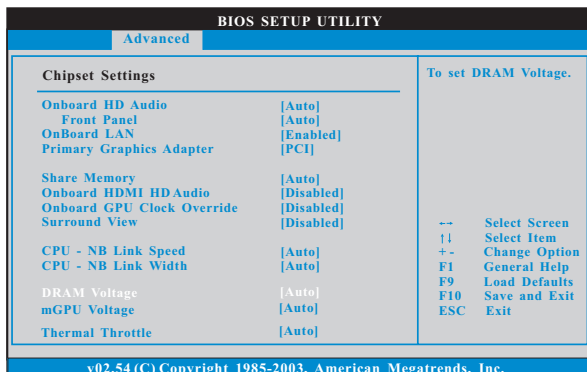 BIOS SETUP UTILITY
Advanced
Chipset Settings
Onboard HD Audio [Auto]
Front Panel [Auto]
OnBoard LAN [Enabled]
Primary Graphics Adapter [PCI]
Share Memory [Auto]
Onboard HDMI HD Audio [Disabled]
Onboard GPU Clock Override [Disabled]
Surround View [Disabled]
CPU - NB Link Speed [Auto]
CPU - NB Link Width [Auto]
DRAM Voltage [Auto]
mGPU Voltage [Auto]
Thermal Throttle [Auto]
To set DRAM Voltage.
←→ Select Screen
↑↓ Select Item
+ - Change Option
F1 General Help
F9 Load Defaults
F10 Save and Exit
ESC Exit
v02.54 (C) Copyright 1985-2003, American Megatrends, Inc.